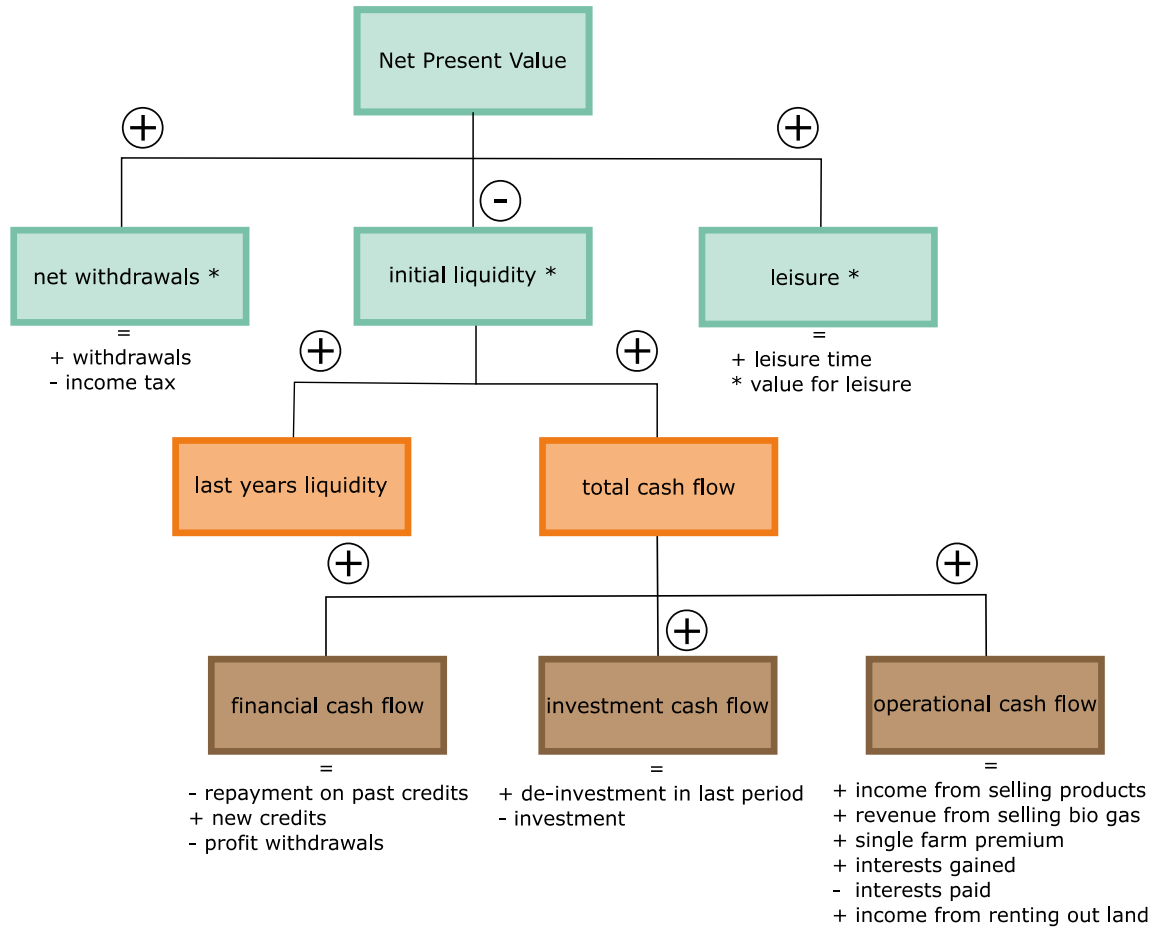 Net Present Value
+
+
-
net withdrawals *
initial liquidity *
leisure *
=
+ withdrawals
- income tax
=
+ leisure time
* value for leisure
+
+
last years liquidity
total cash flow
+
+
+
financial cash flow
investment cash flow
operational cash flow
=
- repayment on past credits
+ new credits
- profit withdrawals
=
+ de-investment in last period
- investment
=
+ income from selling products
+ revenue from selling bio gas
+ single farm premium
+ interests gained
- interests paid
+ income from renting out land